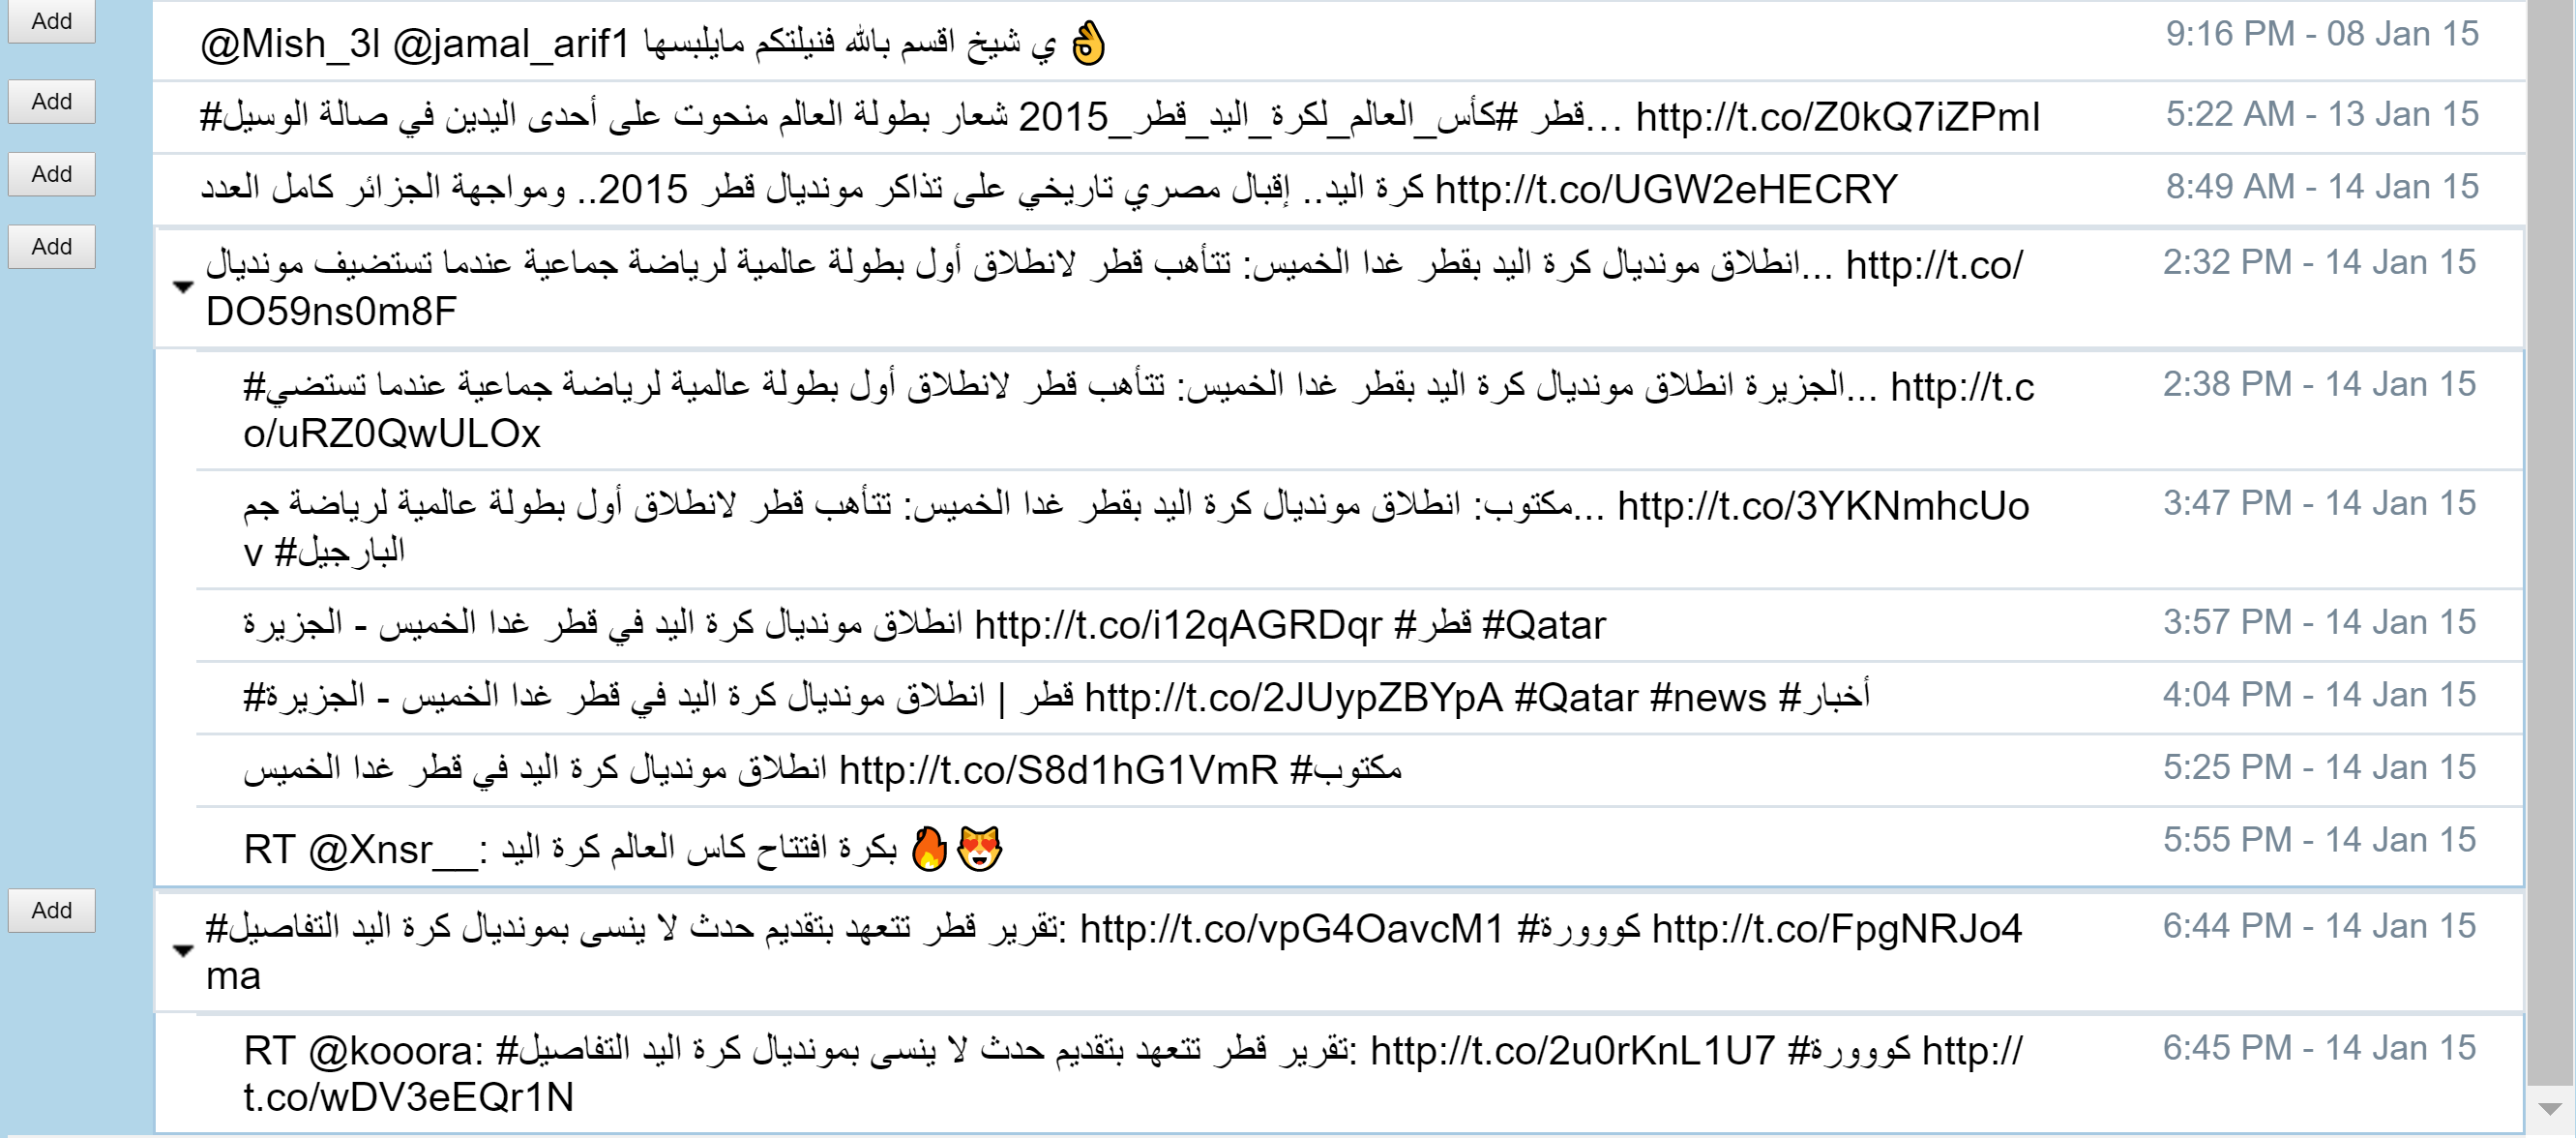 Add
@Mish_3l @jamal_arif1 ي شيخ اقسم بالله فنيلتكم مايلبسها 👌
9:16 PM - 08 Jan 15
Add
#قطر #كأس_العالم_لكرة_اليد_قطر_2015 شعار بطولة العالم منحوت على أحدى اليدين في صالة الوسيل… http://t.co/Z0kQ7iZPmI
5:22 AM - 13 Jan 15
Add
كرة اليد.. إقبال مصري تاريخي على تذاكر مونديال قطر 2015.. ومواجهة الجزائر كامل العدد http://t.co/UGW2eHECRY
8:49 AM - 14 Jan 15
Add
انطلاق مونديال كرة اليد بقطر غدا الخميس: تتأهب قطر لانطلاق أول بطولة عالمية لرياضة جماعية عندما تستضيف مونديال... http://t.co/
DO59ns0m8F
2:32 PM - 14 Jan 15
#الجزيرة انطلاق مونديال كرة اليد بقطر غدا الخميس: تتأهب قطر لانطلاق أول بطولة عالمية لرياضة جماعية عندما تستضي... http://t.c
o/uRZ0QwULOx
2:38 PM - 14 Jan 15
مكتوب: انطلاق مونديال كرة اليد بقطر غدا الخميس: تتأهب قطر لانطلاق أول بطولة عالمية لرياضة جم... http://t.co/3YKNmhcUo
v #البارجيل
3:47 PM - 14 Jan 15
انطلاق مونديال كرة اليد في قطر غدا الخميس - الجزيرة http://t.co/i12qAGRDqr #قطر #Qatar
3:57 PM - 14 Jan 15
#قطر | انطلاق مونديال كرة اليد في قطر غدا الخميس - الجزيرة http://t.co/2JUypZBYpA #Qatar #news #أخبار
4:04 PM - 14 Jan 15
انطلاق مونديال كرة اليد في قطر غدا الخميس http://t.co/S8d1hG1VmR #مكتوب
5:25 PM - 14 Jan 15
RT @Xnsr__: بكرة افتتاح كاس العالم كرة اليد 🔥😻
5:55 PM - 14 Jan 15
Add
#تقرير قطر تتعهد بتقديم حدث لا ينسى بمونديال كرة اليد التفاصيل: http://t.co/vpG4OavcM1 #كووورة http://t.co/FpgNRJo4
ma
6:44 PM - 14 Jan 15
RT @kooora: #تقرير قطر تتعهد بتقديم حدث لا ينسى بمونديال كرة اليد التفاصيل: http://t.co/2u0rKnL1U7 #كووورة http://
t.co/wDV3eEQr1N
6:45 PM - 14 Jan 15